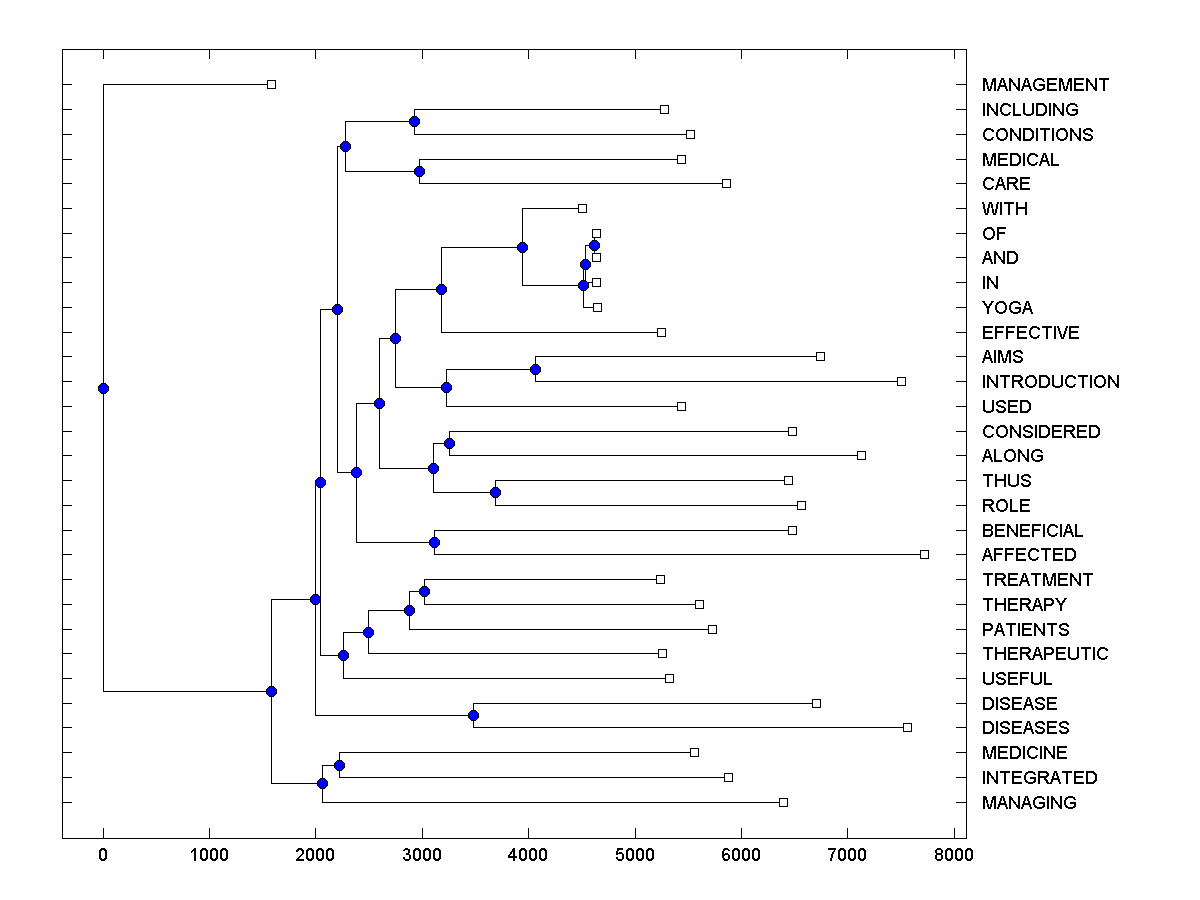 MANAGEMENT
INCLUDING
CONDITIONS
MEDICAL
CARE
WITH
OF
AND
IN
YOGA
EFFECTIVE
AIMS
INTRODUCTION
USED
CONSIDERED
ALONG
THUS
ROLE
BENEFICIAL
AFFECTED
TREATMENT
THERAPY
PATIENTS
THERAPEUTIC
USEFUL
DISEASE
DISEASES
MEDICINE
INTEGRATED
MANAGING
0 1000 2000 3000 4000 5000 6000 7000 8000